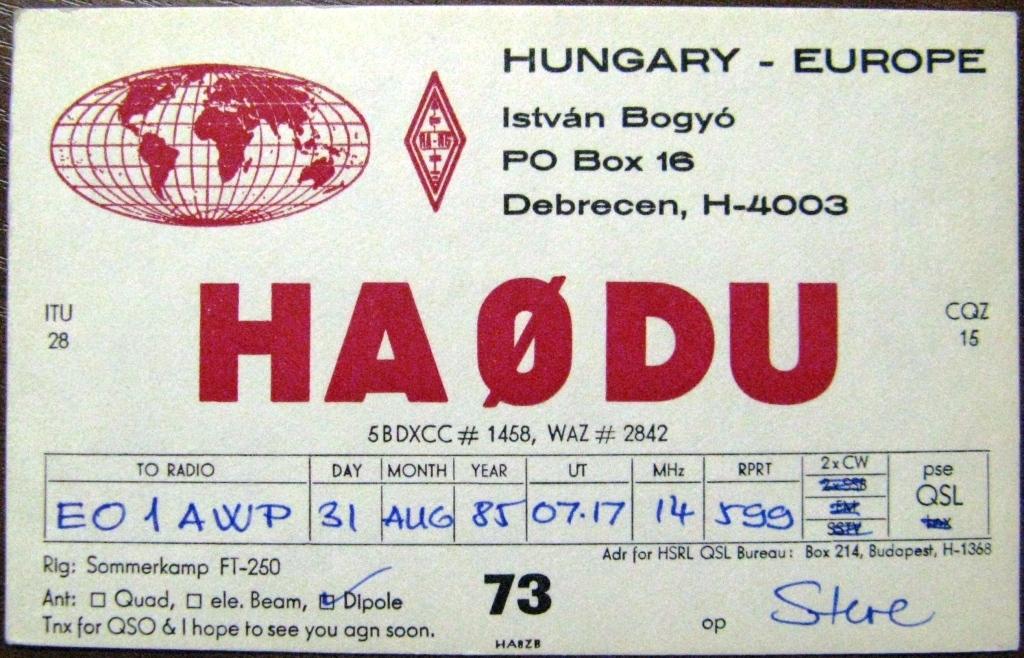 HUNGARY - EUROPE
István Bogyó
PO Box 16
Debrecen, H-4003
HA-RG
ITU
28
HAØDU
CQZ
15
5BDXCC # 1458, WAZ # 2842
TO RADIO DAY MONTH YEAR UT MHz RPRT 2xCW pse
EO1AWP 31 AUG 85 07.17 14 599 2xSSB QSL
Adr for HSRL QSL Bureau: Box 214, Budapest, H-1368
Rig: Sommerkamp FT-250
Ant: Quad, ele. Beam, Dipole
Tnx for QSO & I hope to see you agn soon.
73
HA8ZB
op Steve